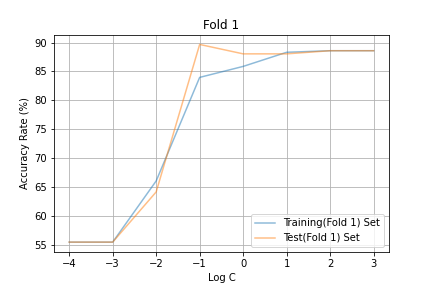 Fold 1
90
85
80
75
70
65
60
55
Accuracy Rate (%)
−4 −3 −2 −1 0 1 2 3
Log C
Training(Fold 1) Set
Test(Fold 1) Set